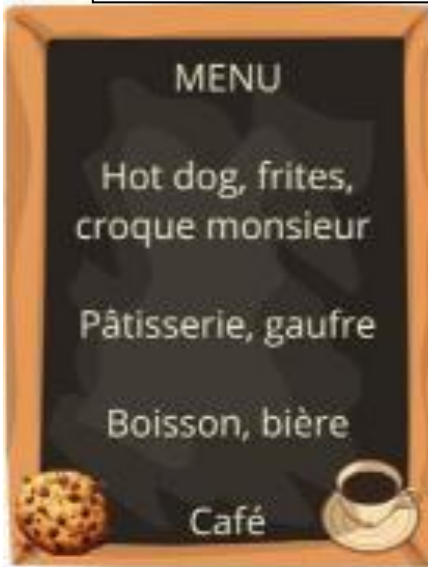 MENU
Hot dog, frites,
croque monsieur
Pâtisserie, gaufre
Boisson, bière
Café